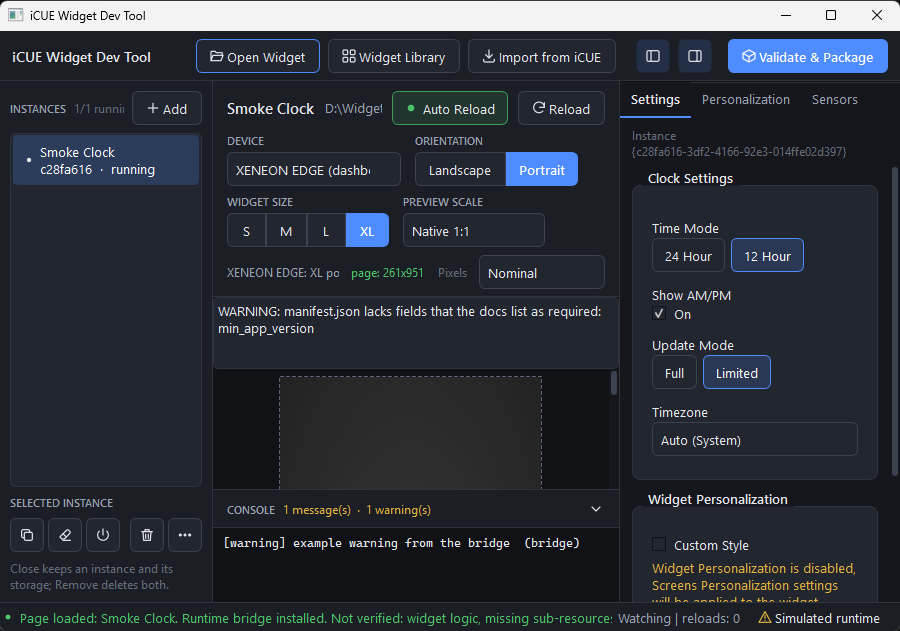 iCUE Widget Dev Tool
iCUE Widget Dev Tool
Open Widget
Widget Library
Import from iCUE
Validate & Package
INSTANCES 1/1 runnin
Add
Smoke Clock
c28fa616 · running
SELECTED INSTANCE
Close keeps an instance and its
storage; Remove deletes both.
Smoke Clock D:\Widget
Auto Reload
Reload
DEVICE
XENEON EDGE (dashb
ORIENTATION
Landscape
Portrait
WIDGET SIZE
S
M
L
XL
PREVIEW SCALE
Native 1:1
XENEON EDGE: XL po
page: 261x951
Pixels
Nominal
WARNING: manifest.json lacks fields that the docs list as required:
min_app_version
CONSOLE 1 message(s) · 1 warning(s)
[warning] example warning from the bridge (bridge)
Settings
Personalization
Sensors
Instance
{c28fa616-3df2-4166-92e3-014ffe02d397}
Clock Settings
Time Mode
24 Hour
12 Hour
Show AM/PM
On
Update Mode
Full
Limited
Timezone
Auto (System)
Widget Personalization
Custom Style
Widget Personalization is disabled,
Screens Personalization settings
will be applied to the widget
Page loaded: Smoke Clock. Runtime bridge installed. Not verified: widget logic, missing sub-resource:
Watching | reloads: 0
Simulated runtime